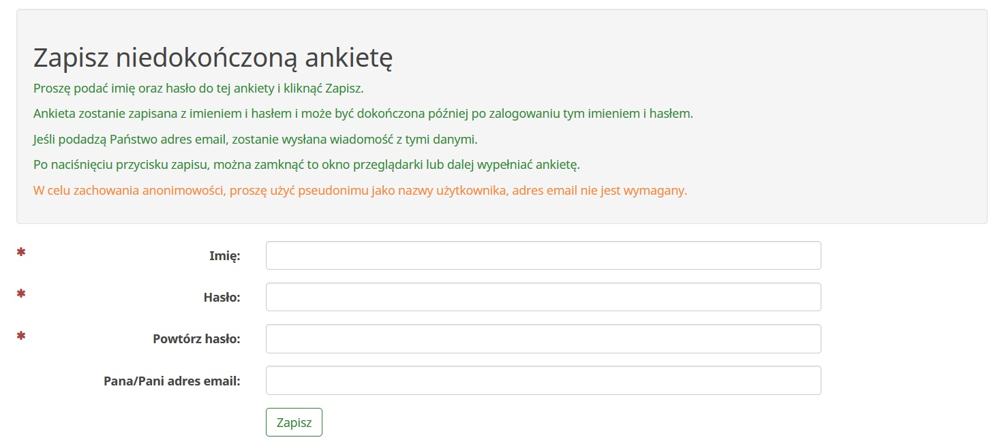 Zapisz niedokończoną ankietę
Proszę podać imię oraz hasło do tej ankiety i kliknąć Zapisz.
Ankieta zostanie zapisana z imieniem i hasłem i może być dokończona później po zalogowaniu tym imieniem i hasłem.
Jeśli podadzą Państwo adres email, zostanie wysłana wiadomość z tymi danymi.
Po naciśnięciu przycisku zapisu, można zamknąć to okno przeglądarki lub dalej wypełniać ankietę.
W celu zachowania anonimowości, proszę użyć pseudonimu jako nazwy użytkownika, adres email nie jest wymagany.
* Imię:
* Hasło:
* Powtórz hasło:
Pana/Pani adres email:
Zapisz